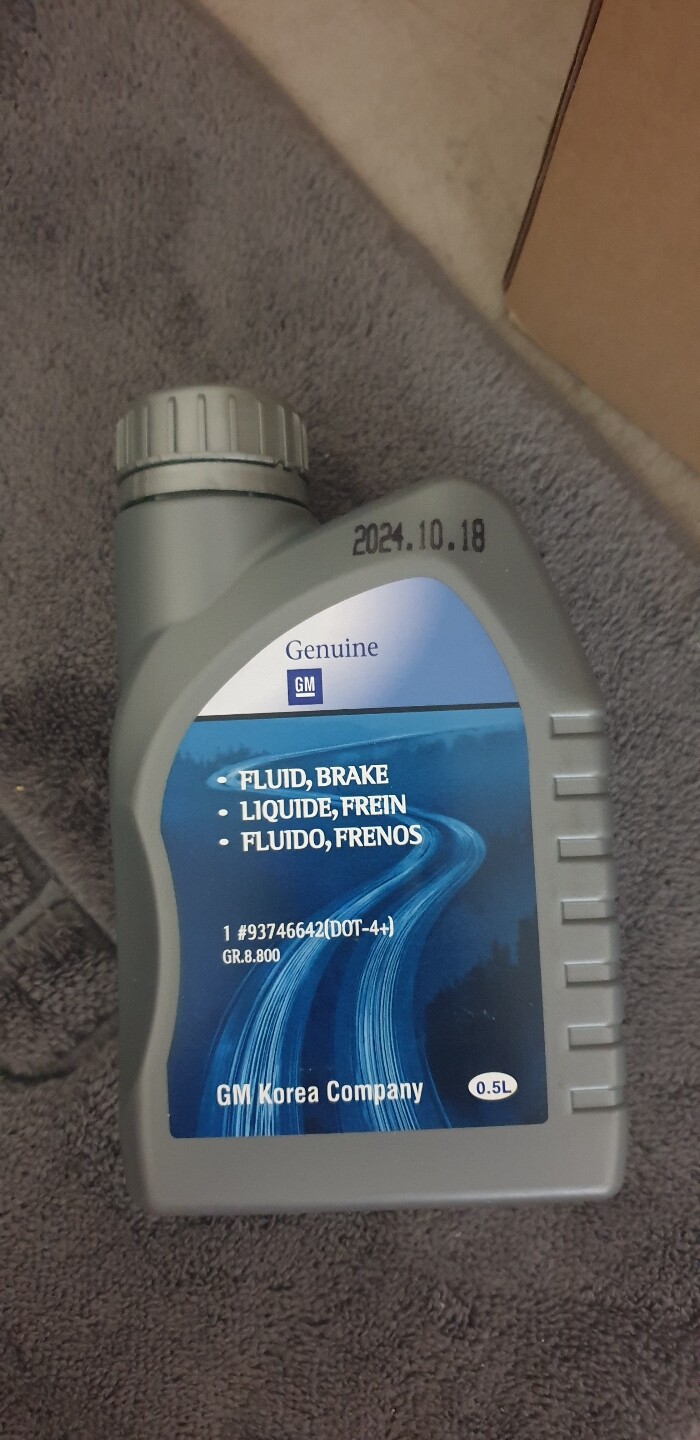 2024.10.18
Genuine
GM
• FLUID, BRAKE
• LIQUIDE, FREIN
• FLUIDO, FRENOS
1 #93746642(DOT-4+)
GR.8.800
GM Korea Company
0.5L